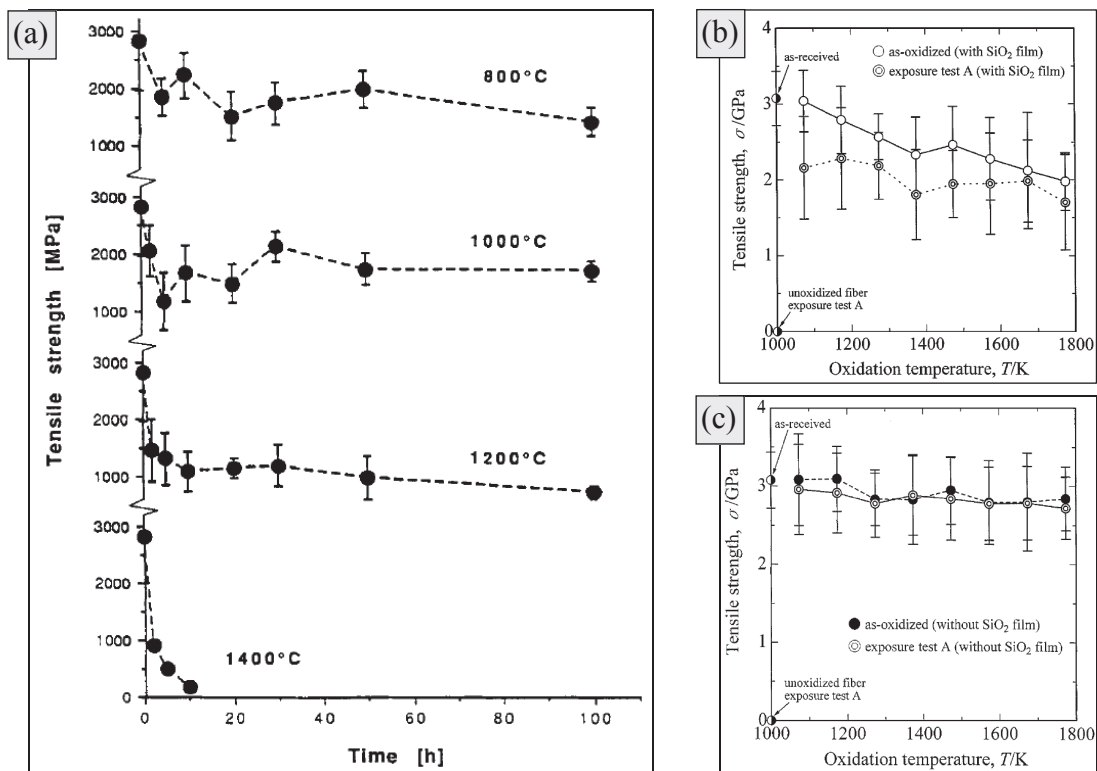 (a)
3000
2000
1000
800°C
3000
2000
1000
1000°C
3000
2000
1000
1200°C
3000
2000
1000
0
1400°C
0 20 40 60 80 100
Time [h]
Tensile strength [MPa]
(b)
4
3
2
1
0
as-received
as-oxidized (with SiO2 film)
exposure test A (with SiO2 film)
unoxidized fiber
exposure test A
1000 1200 1400 1600 1800
Oxidation temperature, T/K
Tensile strength, σ/GPa
(c)
4
3
2
1
0
as-received
as-oxidized (without SiO2 film)
exposure test A (without SiO2 film)
unoxidized fiber
exposure test A
1000 1200 1400 1600 1800
Oxidation temperature, T/K
Tensile strength, σ/GPa